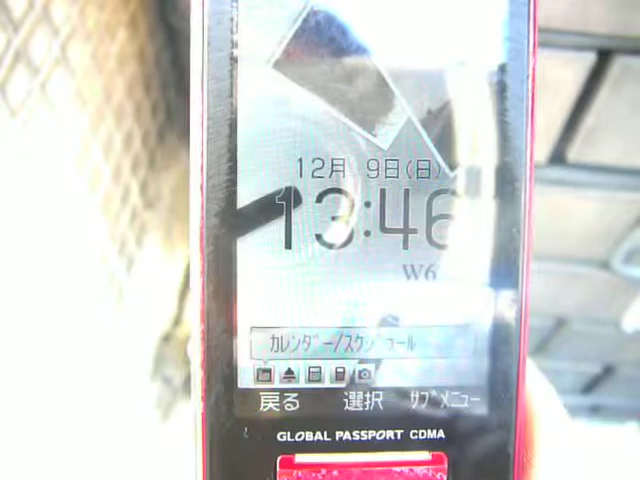 12月 9日(日)
13:46
W6
カレンダー/スケジュール
戻る 選択 サブメニュー
GLOBAL PASSPORT CDMA